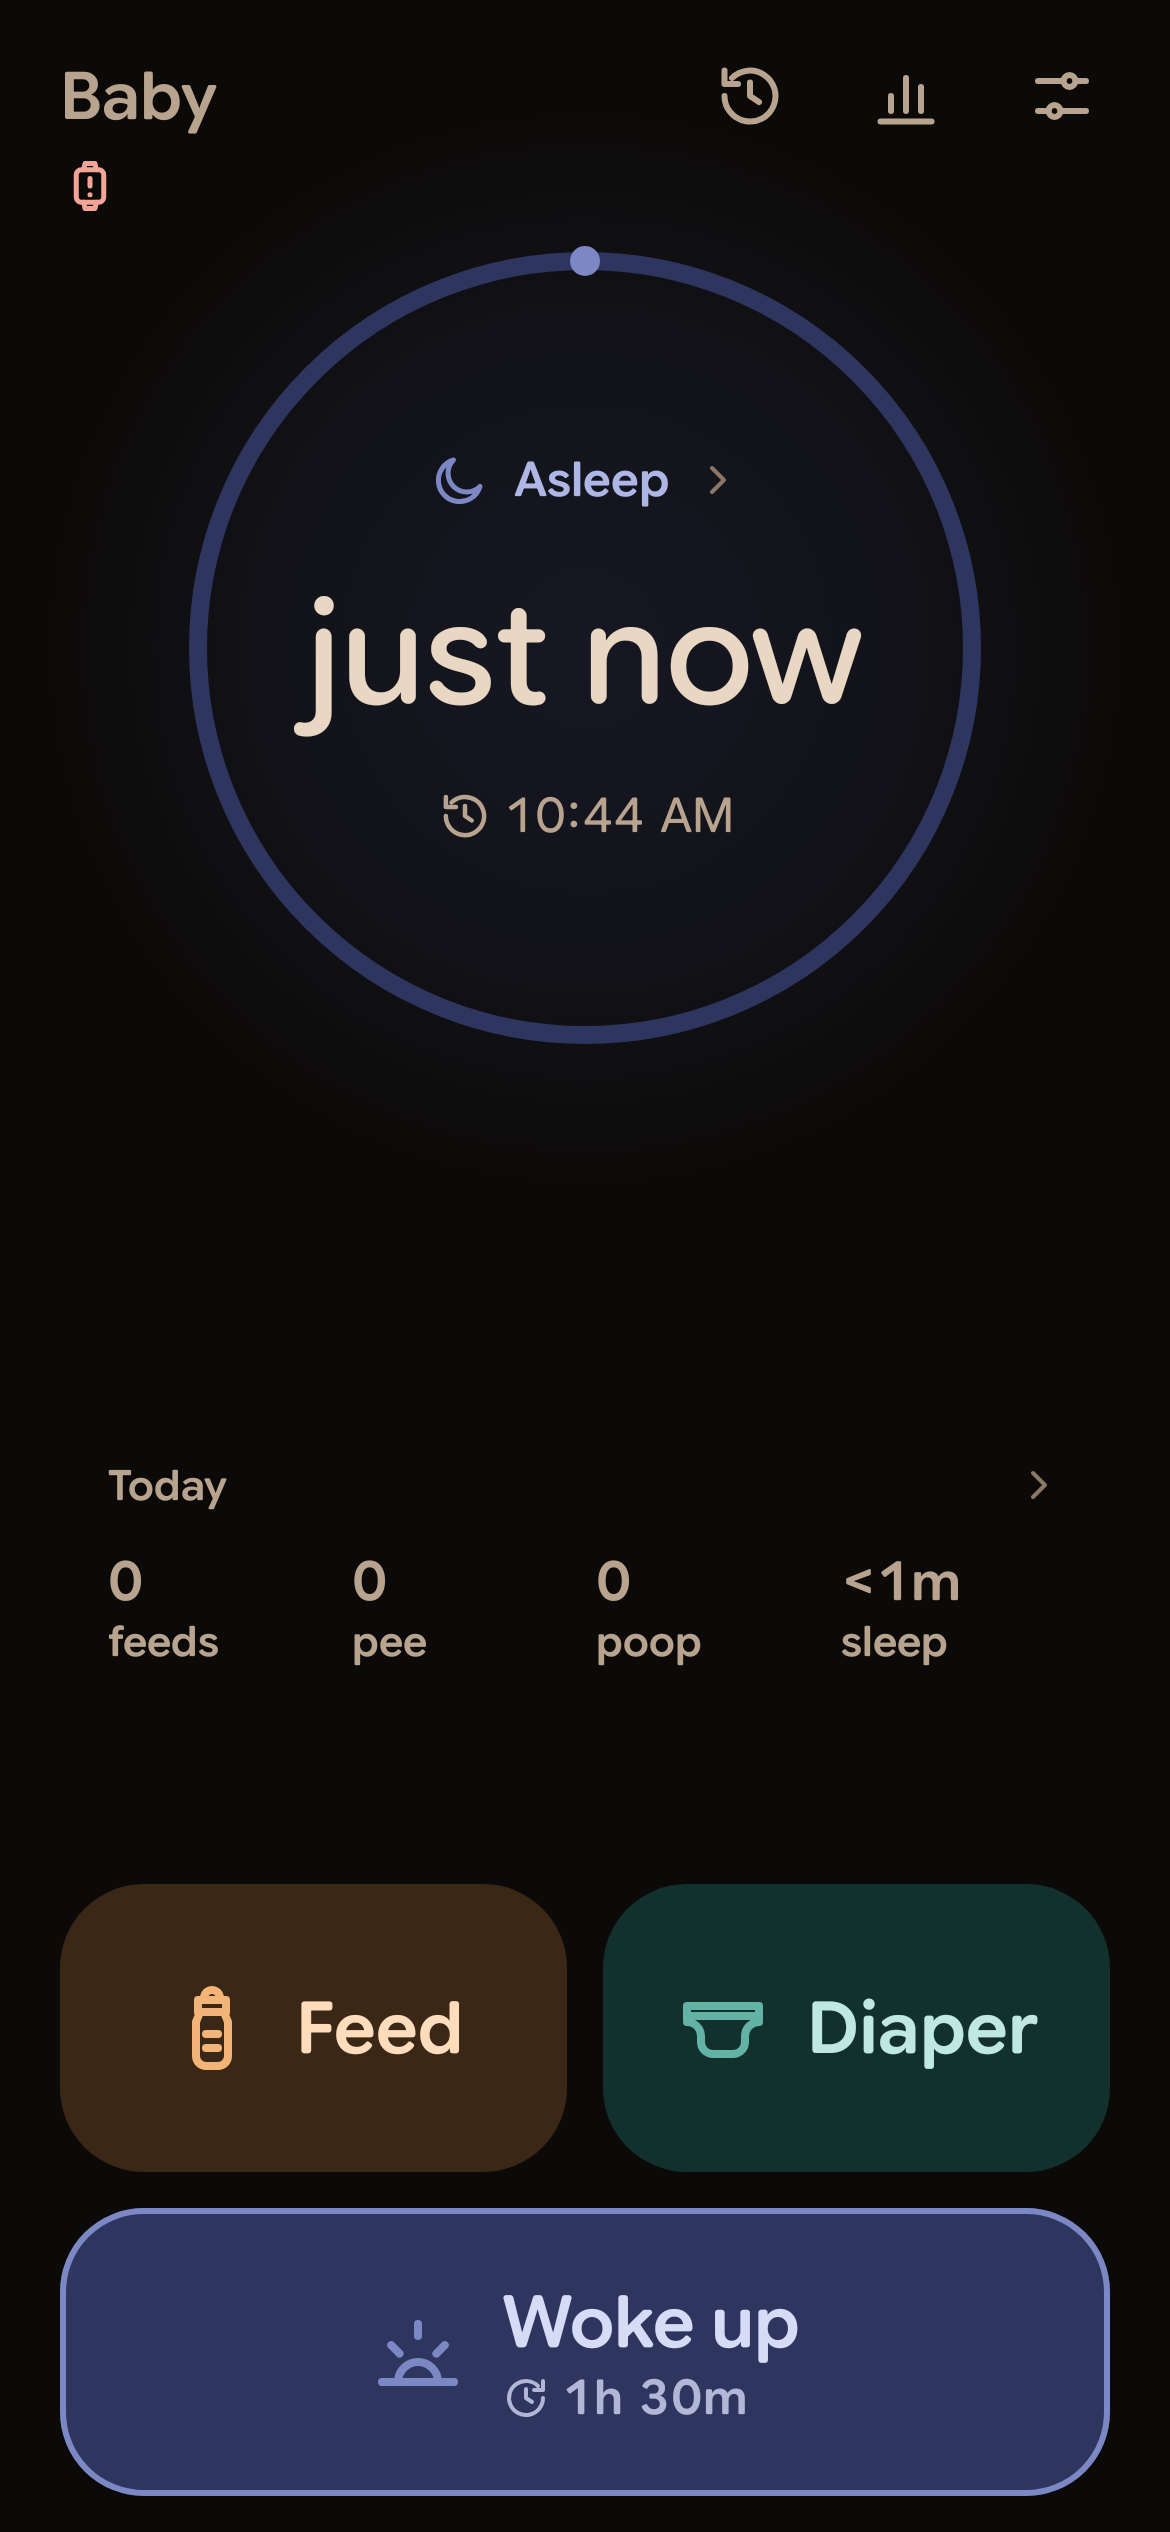 Baby
Asleep
just now
10:44 AM
Today
0 0 0 <1m
feeds pee poop sleep
Feed
Diaper
Woke up
1h 30m